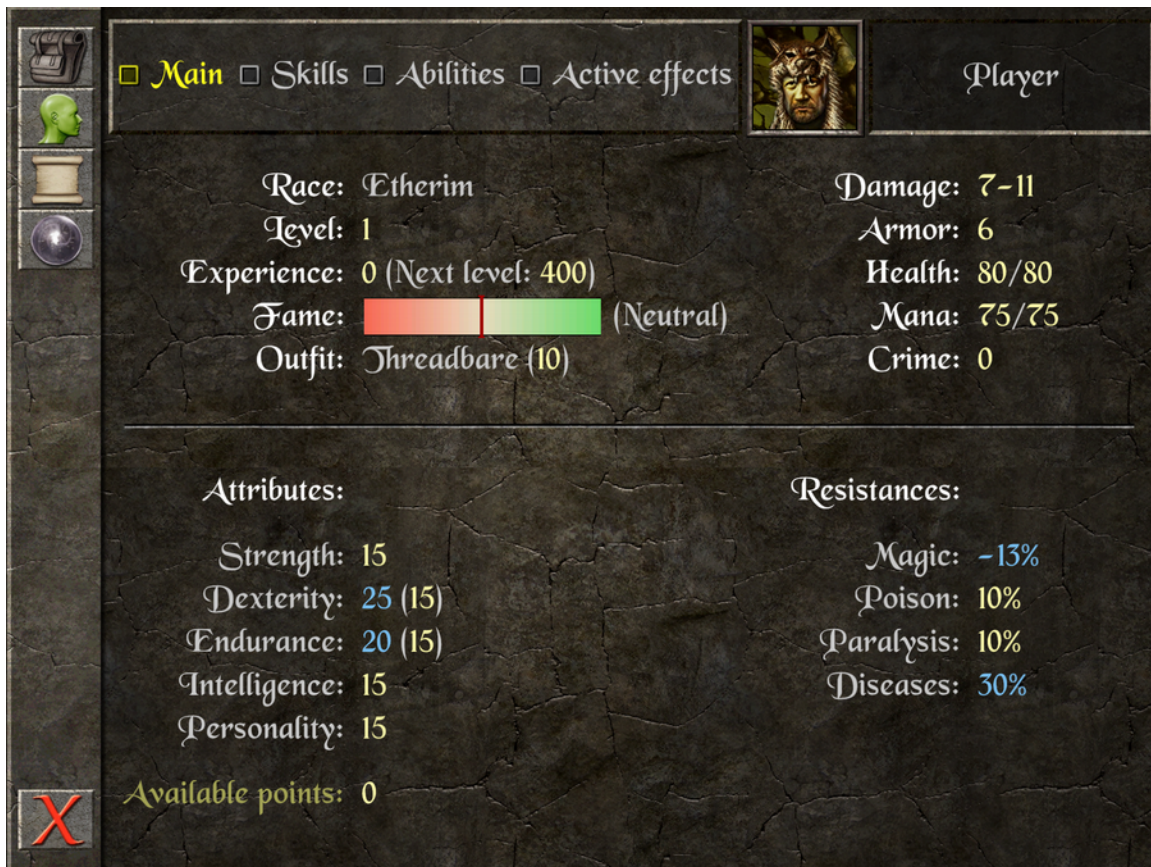 Main Skills Abilities Active effects
Player
Race: Etherim
Level: 1
Experience: 0 (Next level: 400)
Fame: (Neutral)
Outfit: Threadbare (10)
Damage: 7-11
Armor: 6
Health: 80/80
Mana: 75/75
Crime: 0
Attributes:
Strength: 15
Dexterity: 25 (15)
Endurance: 20 (15)
Intelligence: 15
Personality: 15
Available points: 0
Resistances:
Magic: -13%
Poison: 10%
Paralysis: 10%
Diseases: 30%
X